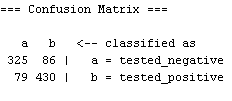 === Confusion Matrix ===
a b <-- classified as
325 86 | a = tested_negative
79 430 | b = tested_positive